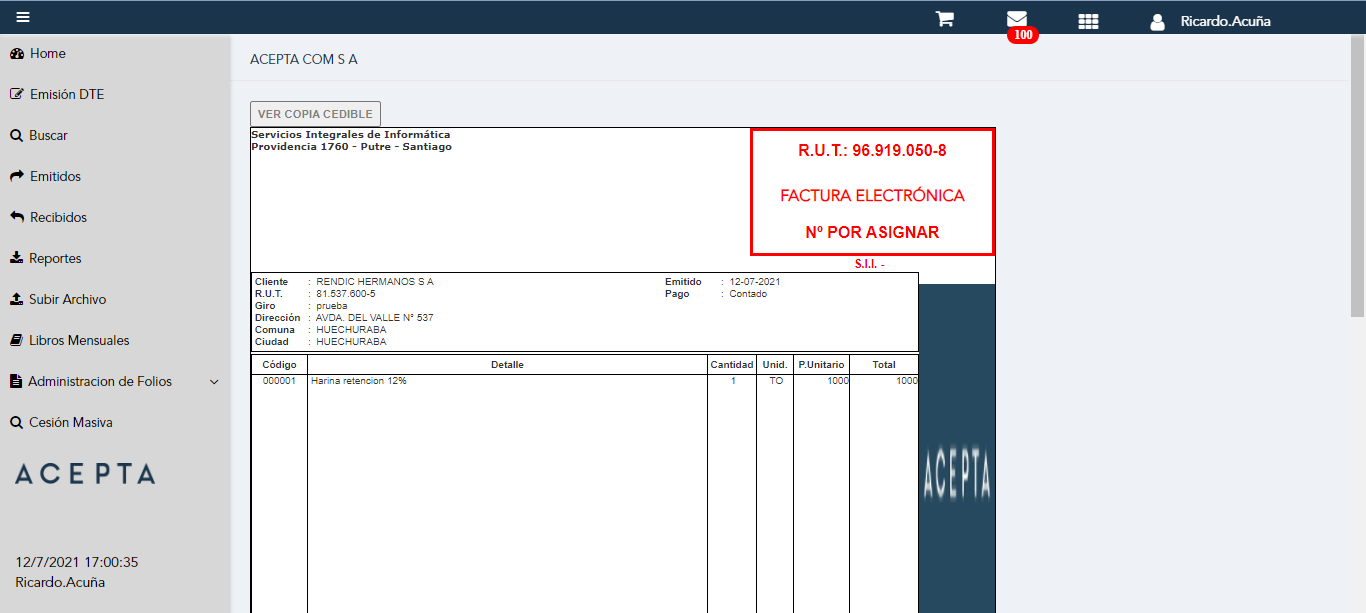 Ricardo.Acuña
100
Home
Emisión DTE
Buscar
Emitidos
Recibidos
Reportes
Subir Archivo
Libros Mensuales
Administracion de Folios
Cesión Masiva
ACEPTA
12/7/2021 17:00:35
Ricardo.Acuña
ACEPTA COM S A
VER COPIA CEDIBLE
Servicios Integrales de Informática
Providencia 1760 - Putre - Santiago
R.U.T.: 96.919.050-8
FACTURA ELECTRÓNICA
Nº POR ASIGNAR
S.I.I. -
Cliente : RENDIC HERMANOS S A Emitido : 12-07-2021
R.U.T. : 81.537.600-5 Pago : Contado
Giro : prueba
Dirección : AVDA. DEL VALLE N° 537
Comuna : HUECHURABA
Ciudad : HUECHURABA
Código Detalle Cantidad Unid. P.Unitario Total
000001 Harina retencion 12% 1 TO 1000 1000
ACEPTA